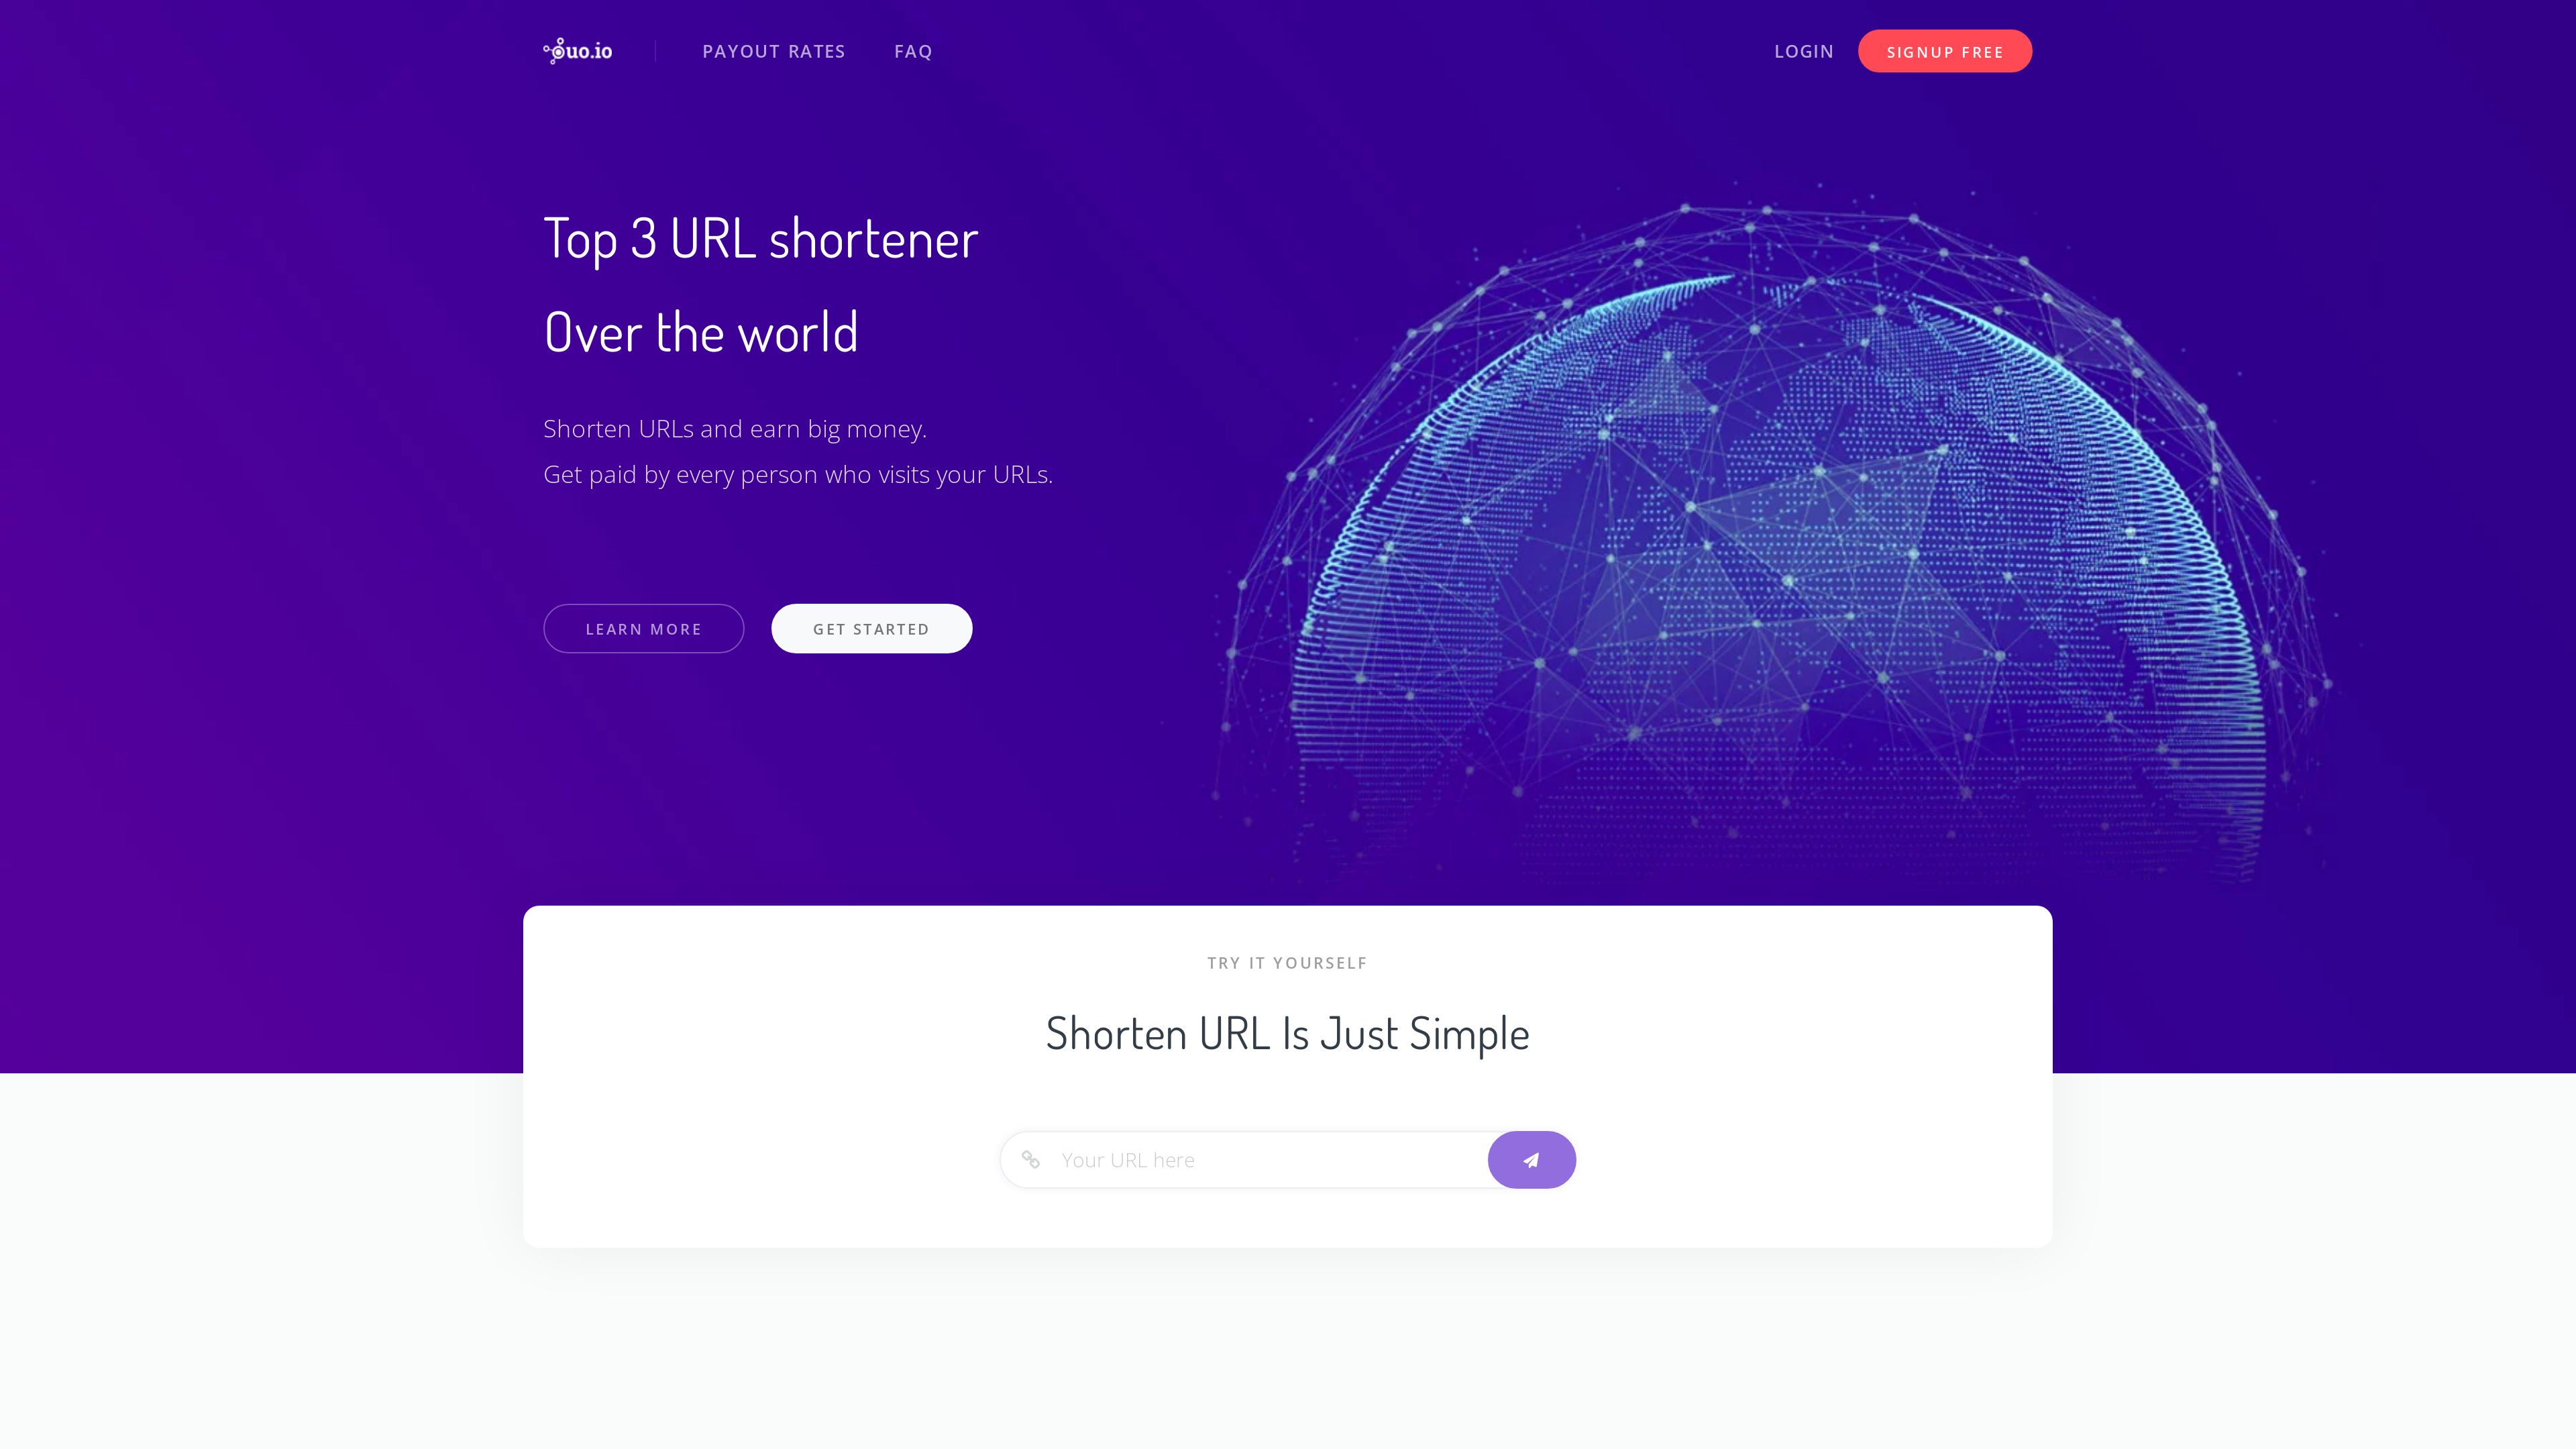 ouo.io
PAYOUT RATES
FAQ
LOGIN
SIGNUP FREE
Top 3 URL shortener
Over the world
Shorten URLs and earn big money.
Get paid by every person who visits your URLs.
LEARN MORE
GET STARTED
TRY IT YOURSELF
Shorten URL Is Just Simple
Your URL here